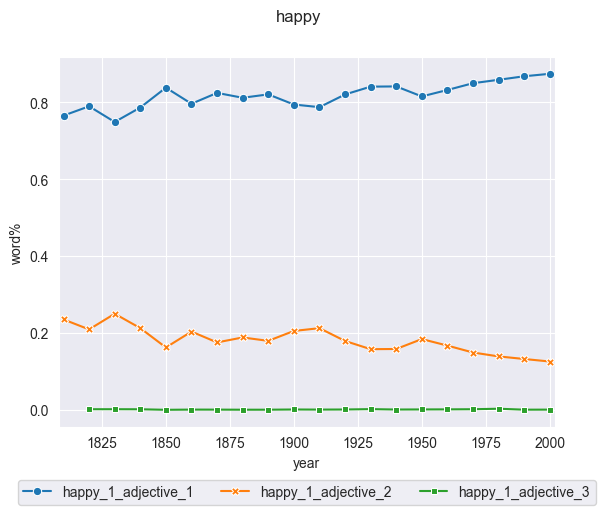 happy
0.8
0.6
0.4
0.2
0.0
word%
1825 1850 1875 1900 1925 1950 1975 2000
year
happy_1_adjective_1 happy_1_adjective_2 happy_1_adjective_3